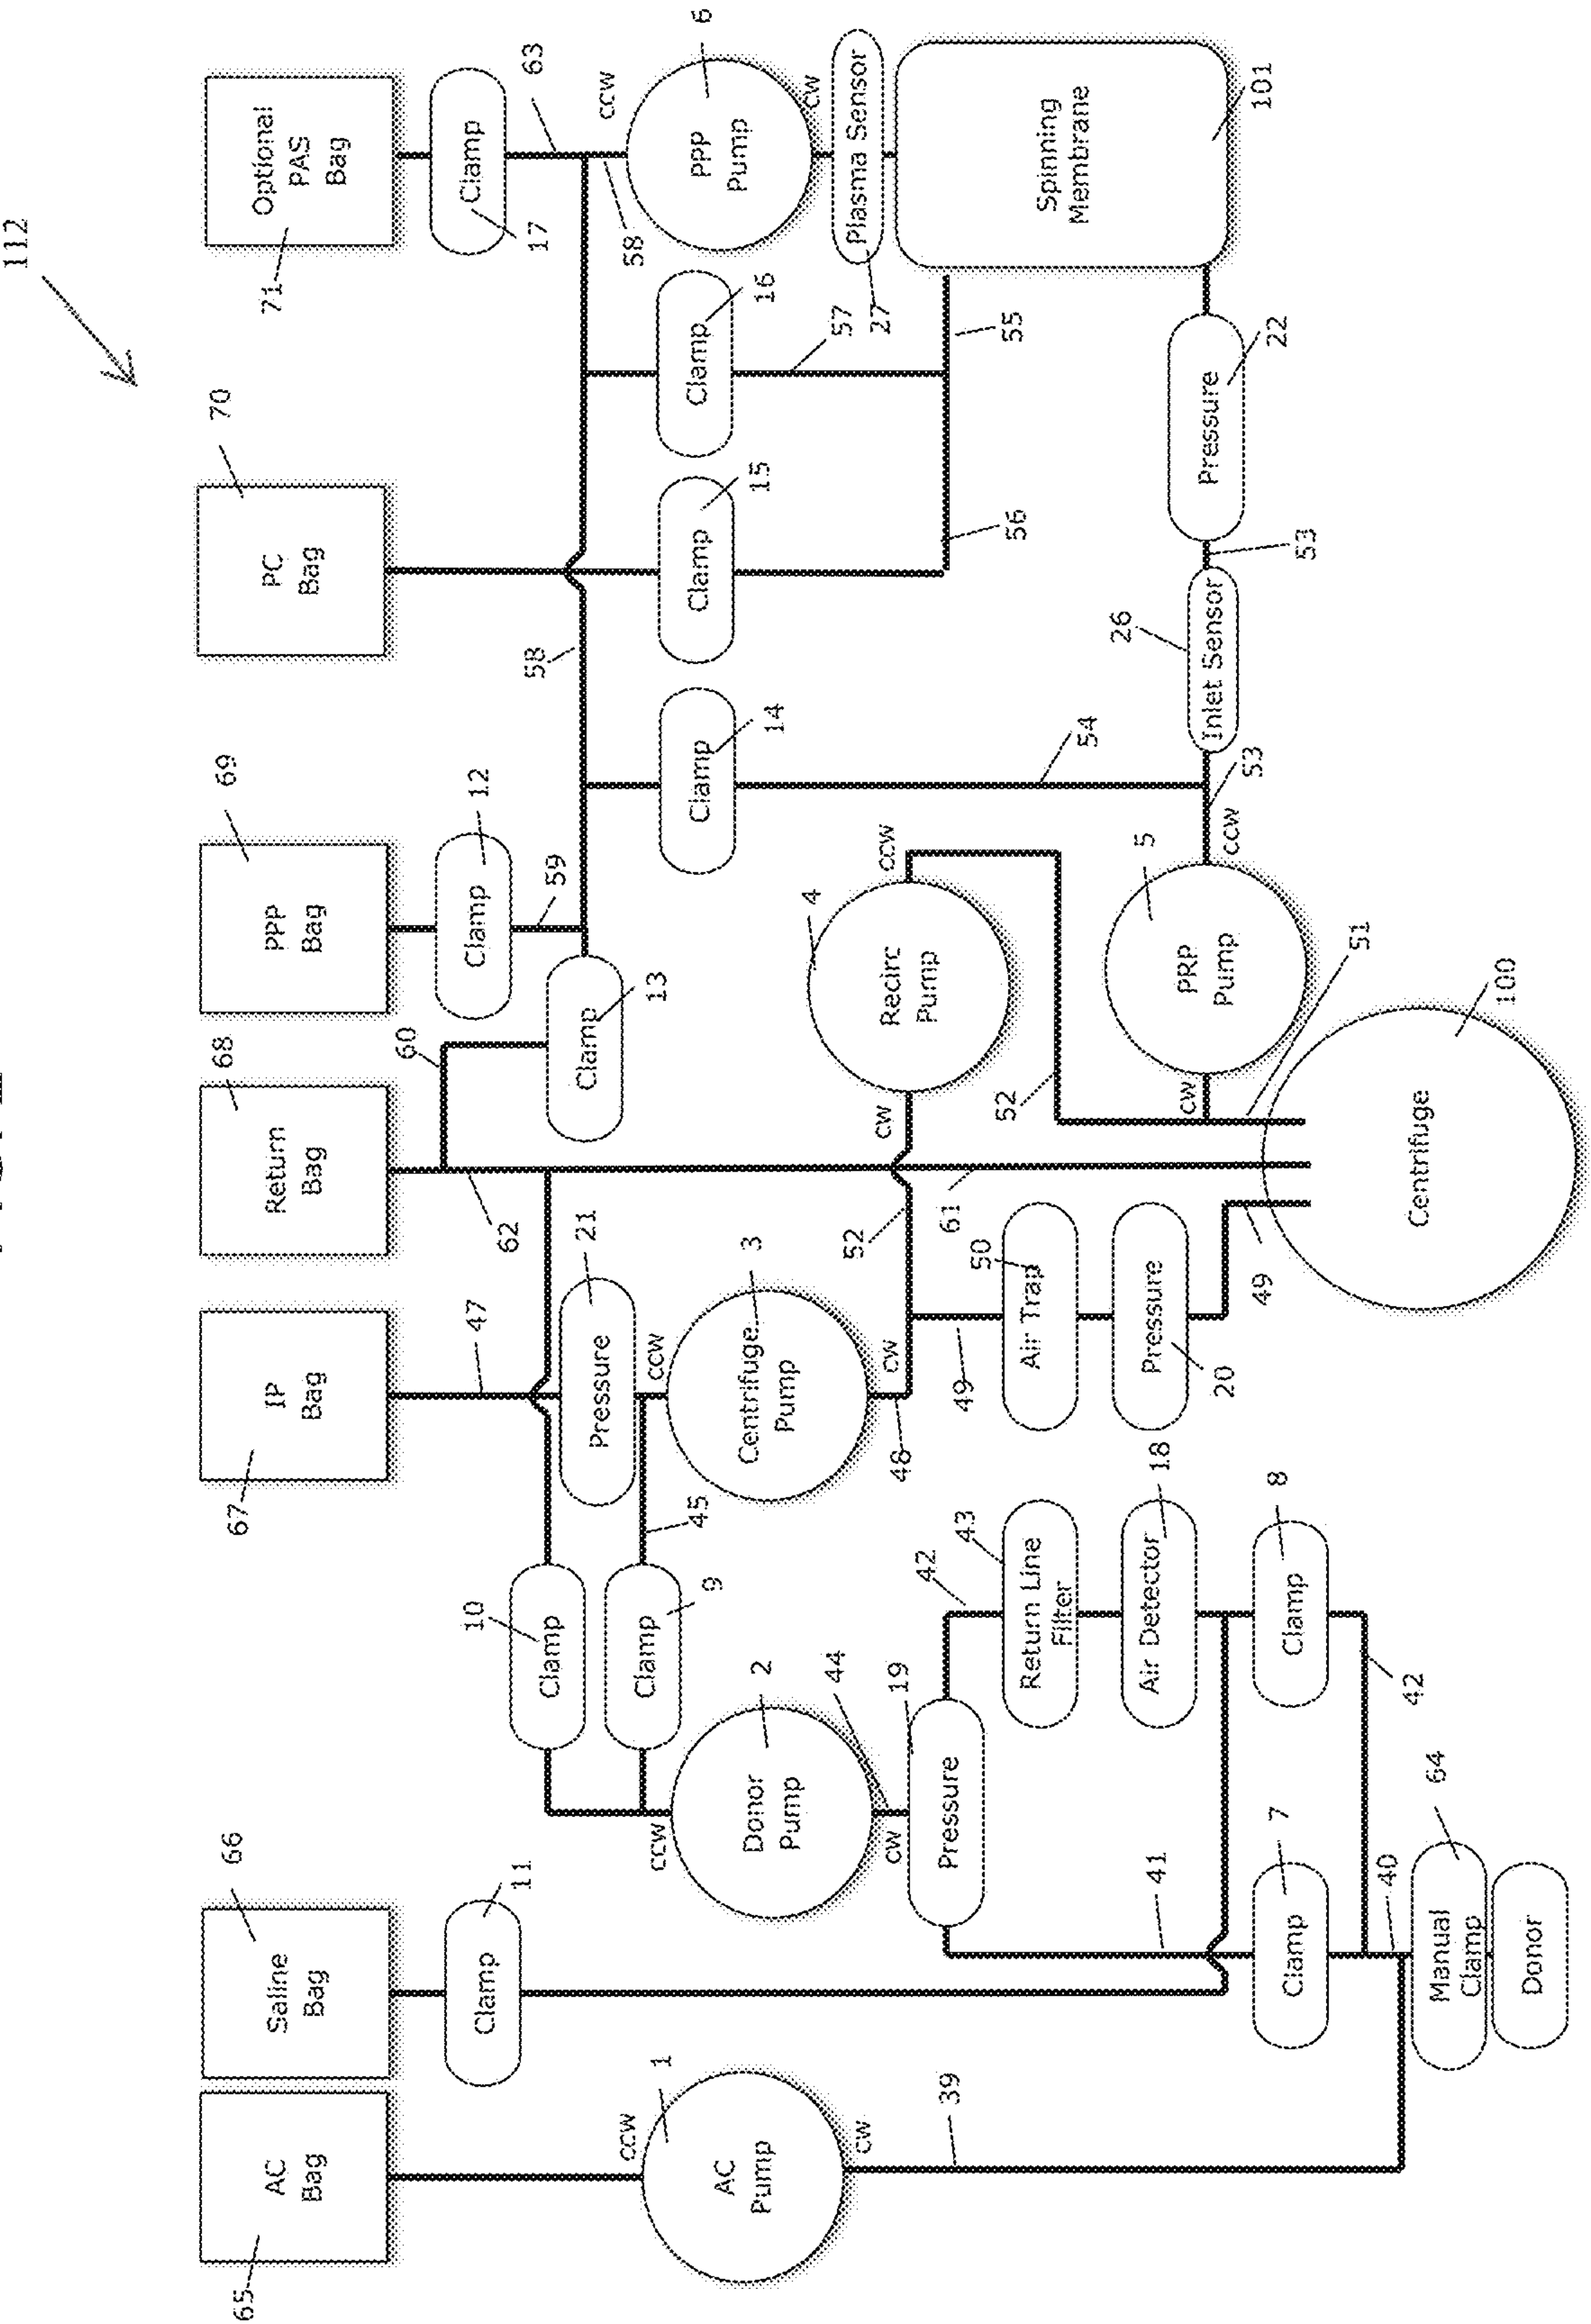 112
Optional
PAS
Bag
71
Clamp
17
63
58
ccw
PPP
Pump
6
cw
Plasma Sensor
27
Spinning
Membrane
101
PC
Bag
70
Clamp
16
57
55
Clamp
15
56
58
Pressure
22
53
Inlet Sensor
26
53
PPP
Bag
69
Clamp
12
59
Clamp
14
54
Clamp
13
60
Return
Bag
68
62
Recirc
Pump
4
ccw
cw
52
52
PRP
Pump
5
ccw
cw
51
Centrifuge
100
61
IP
Bag
67
47
Pressure
21
Centrifuge
Pump
3
ccw
cw
48
49
Air Trap
50
Pressure
20
49
Clamp
10
Clamp
9
45
Donor
Pump
2
ccw
cw
44
Pressure
19
42
Return Line
Filter
43
Air Detector
18
Clamp
8
42
Saline
Bag
66
Clamp
11
41
Clamp
7
40
Manual
Clamp
64
Donor
AC
Bag
65
AC
Pump
1
ccw
cw
39